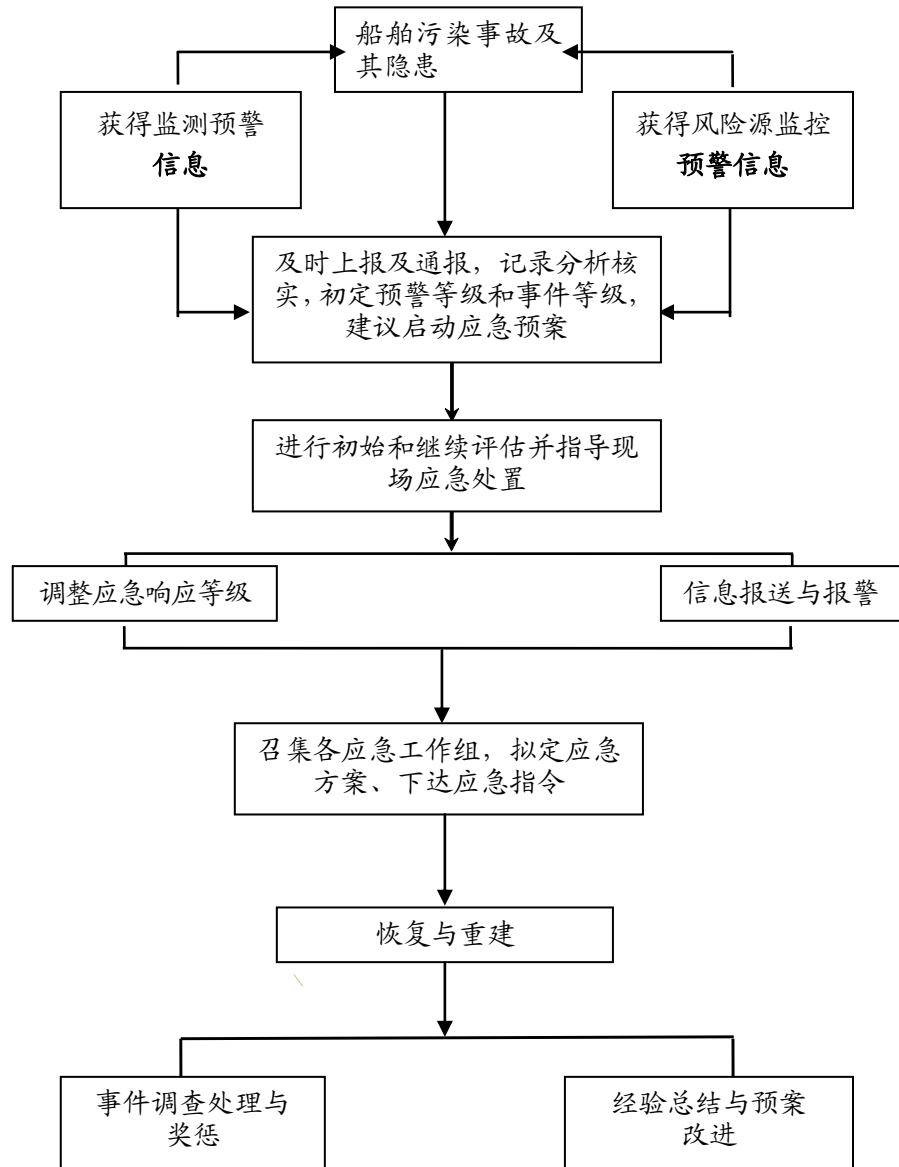 船舶污染事故及
其隐患
获得监测预警
信息
获得风险源监控
预警信息
及时上报及通报，记录分析核
实，初定预警等级和事件等级，
建议启动应急预案
进行初始和继续评估并指导现
场应急处置
调整应急响应等级
信息报送与报警
召集各应急工作组，拟定应急
方案、下达应急指令
恢复与重建
事件调查处理与
奖惩
经验总结与预案
改进